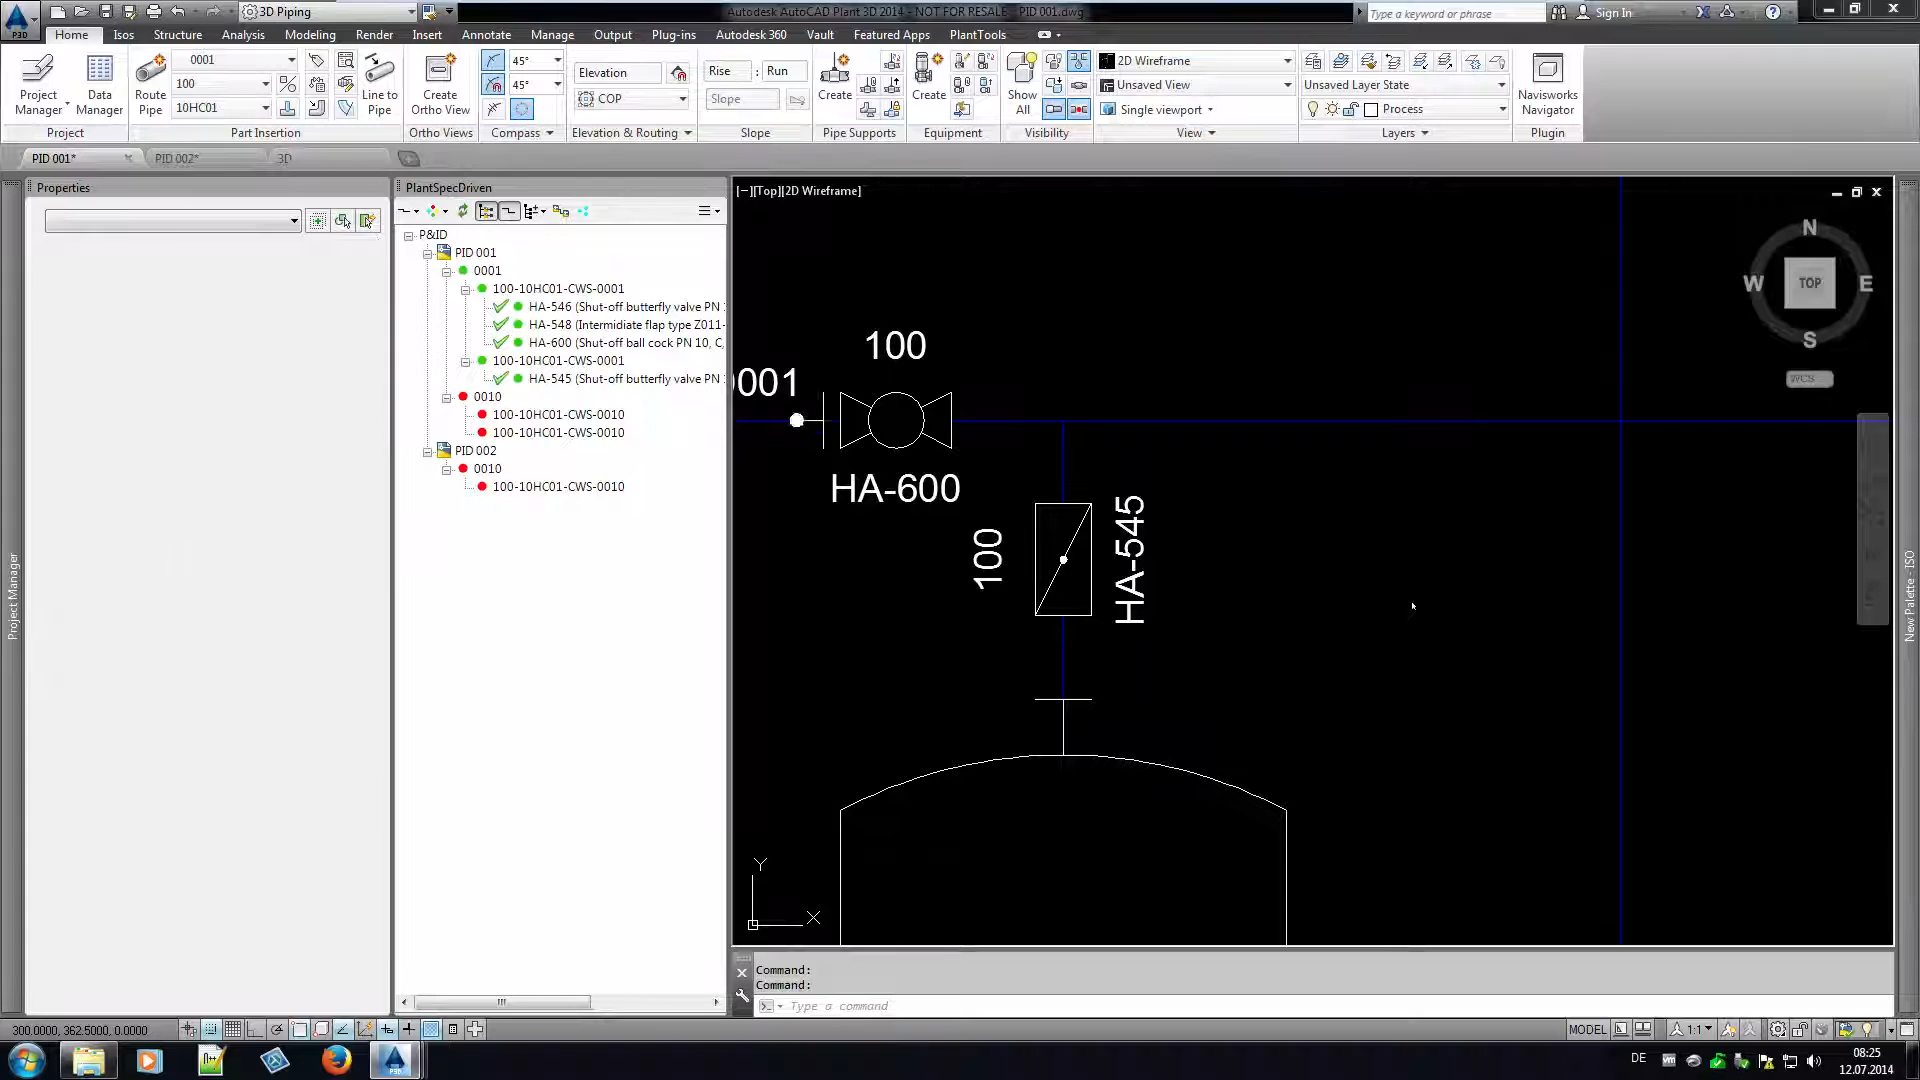 3D Piping
Autodesk AutoCAD Plant 3D 2014 - NOT FOR RESALE - PID 001.dwg
Type a keyword or phrase
Sign In
P3D
Home
Isos
Structure
Analysis
Modeling
Render
Insert
Annotate
Manage
Output
Plug-ins
Autodesk 360
Vault
Featured Apps
PlantTools
Project
Manager
Data
Manager
Route
Pipe
0001
100
10HC01
Line to
Pipe
Create
Ortho View
45°
45°
Elevation
COP
Rise : Run
Slope
Create
Create
Show
All
2D Wireframe
Unsaved View
Single viewport
Unsaved Layer State
Process
Navisworks
Navigator
Project
Part Insertion
Ortho Views
Compass
Elevation & Routing
Slope
Pipe Supports
Equipment
Visibility
View
Layers
Plugin
PID 001*
PID 002*
3D
Properties
PlantSpecDriven
P&ID
PID 001
0001
100-10HC01-CWS-0001
HA-546 (Shut-off butterfly valve PN
HA-548 (Intermidiate flap type Z011-
HA-600 (Shut-off ball cock PN 10, C,
100-10HC01-CWS-0001
HA-545 (Shut-off butterfly valve PN
0010
100-10HC01-CWS-0010
100-10HC01-CWS-0010
PID 002
0010
100-10HC01-CWS-0010
[−][Top][2D Wireframe]
N
W
TOP
E
S
WCS
100
0001
HA-600
100
HA-545
Y
X
Project Manager
New Palette - ISO
Command:
Command:
Type a command
300.0000, 362.5000, 0.0000
MODEL
1:1
P3D
DE
08:25
12.07.2014